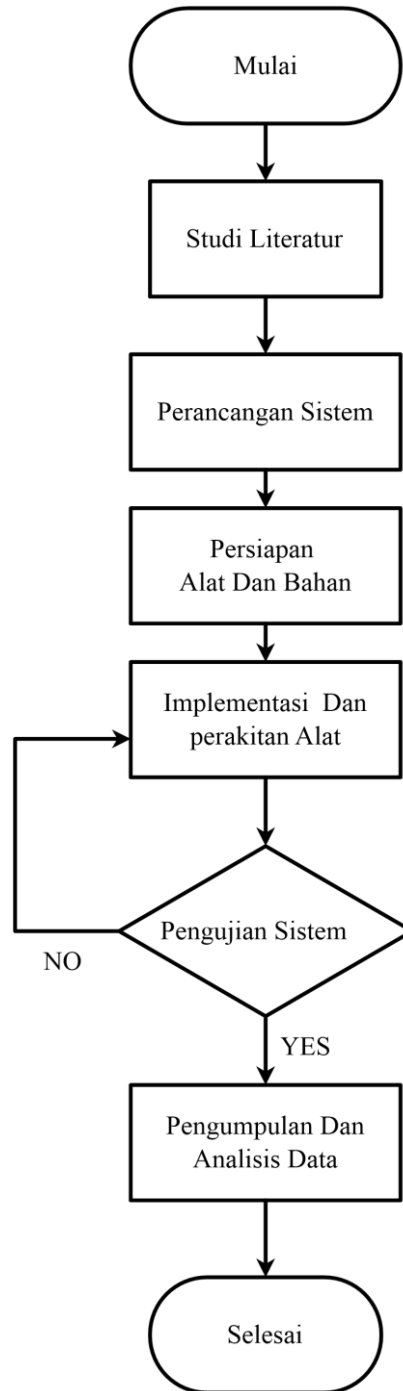 Mulai
Studi Literatur
Perancangan Sistem
Persiapan
Alat Dan Bahan
Implementasi Dan
perakitan Alat
Pengujian Sistem
NO
YES
Pengumpulan Dan
Analisis Data
Selesai